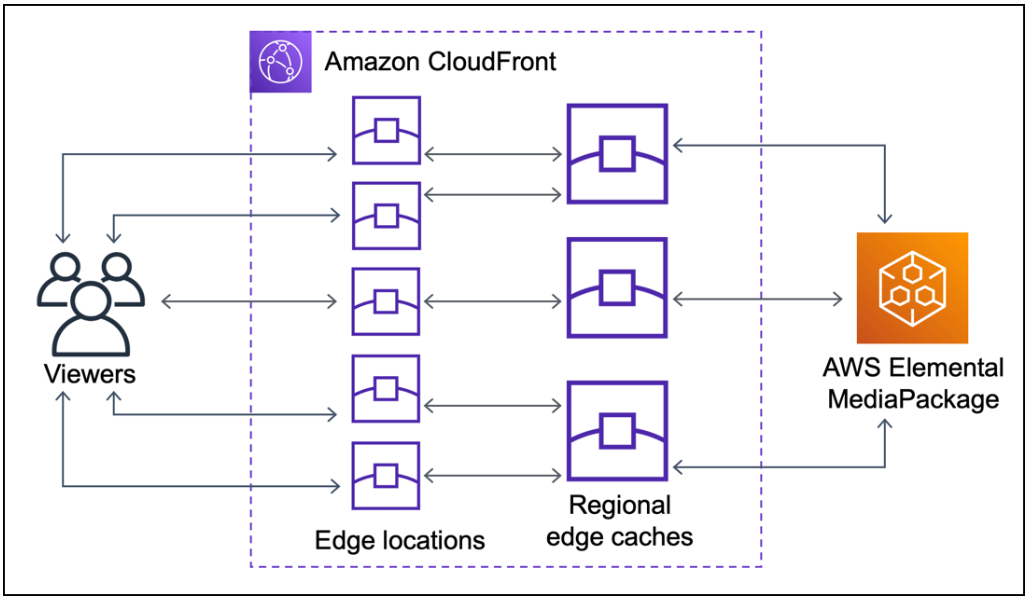 Amazon CloudFront
Viewers
AWS Elemental
MediaPackage
Regional
edge caches
Edge locations